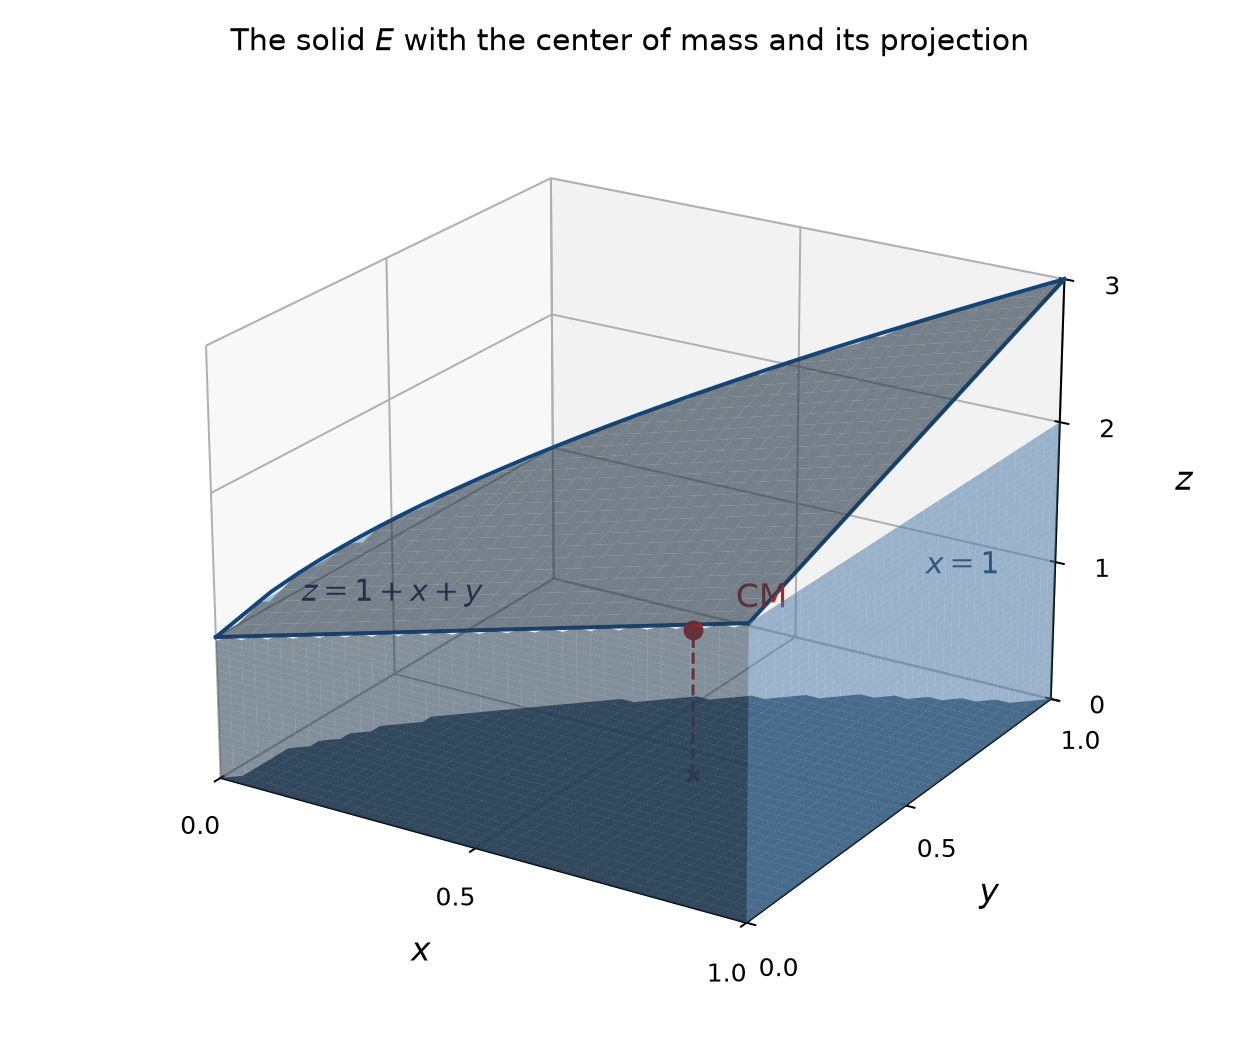 The solid E with the center of mass and its projection
3
2
z
x = 1
1
z = 1 + x + y
CM
0
1.0
0.0
0.5
0.5
y
x
1.0
0.0